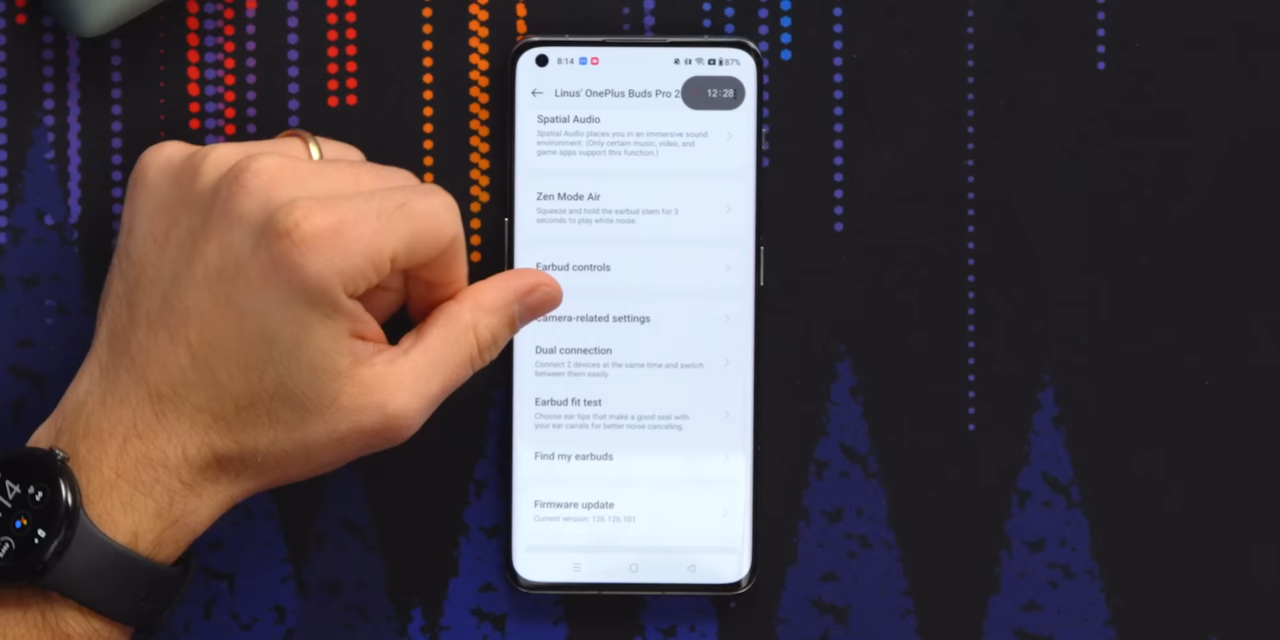 8:14
87%
Linus' OnePlus Buds Pro 2
12:28
Spatial Audio
Spatial Audio places you in an immersive sound
environment. (Only certain music, video, and
game apps support this function.)
Zen Mode Air
Squeeze and hold the earbud stem for 3
seconds to play white noise.
Earbud controls
Camera-related settings
Dual connection
Connect 2 devices at the same time and switch
between them easily.
Earbud fit test
Choose ear tips that make a good seal with
your ear canals for better noise canceling.
Find my earbuds
Firmware update
Current version: 126.126.101
14